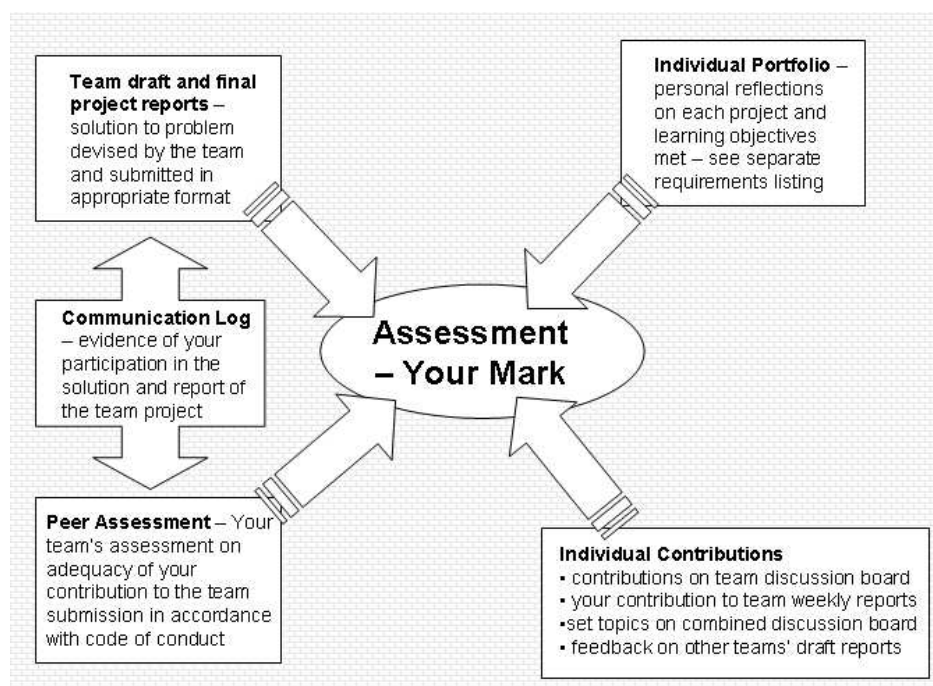 Team draft and final
project reports –
solution to problem
devised by the team
and submitted in
appropriate format
Individual Portfolio –
personal reflections
on each project and
learning objectives
met – see separate
requirements listing
Communication Log
– evidence of your
participation in the
solution and report of
the team project
Assessment
– Your Mark
Peer Assessment – Your
team's assessment on
adequacy of your
contribution to the team
submission in accordance
with code of conduct
Individual Contributions
▪ contributions on team discussion board
▪ your contribution to team weekly reports
▪set topics on combined discussion board
▪ feedback on other teams' draft reports